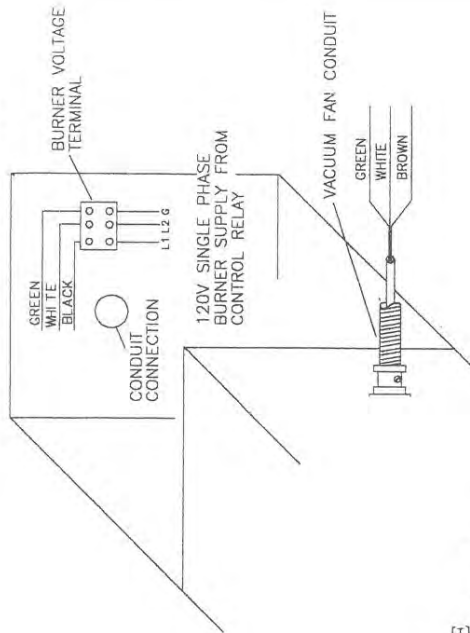 BURNER VOLTAGE
TERMINAL
GREEN
WHITE
BLACK
L1 L2 G
CONDUIT
CONNECTION
120V SINGLE PHASE
BURNER SUPPLY FROM
CONTROL RELAY
VACUUM FAN CONDUIT
GREEN
WHITE
BROWN
[T]